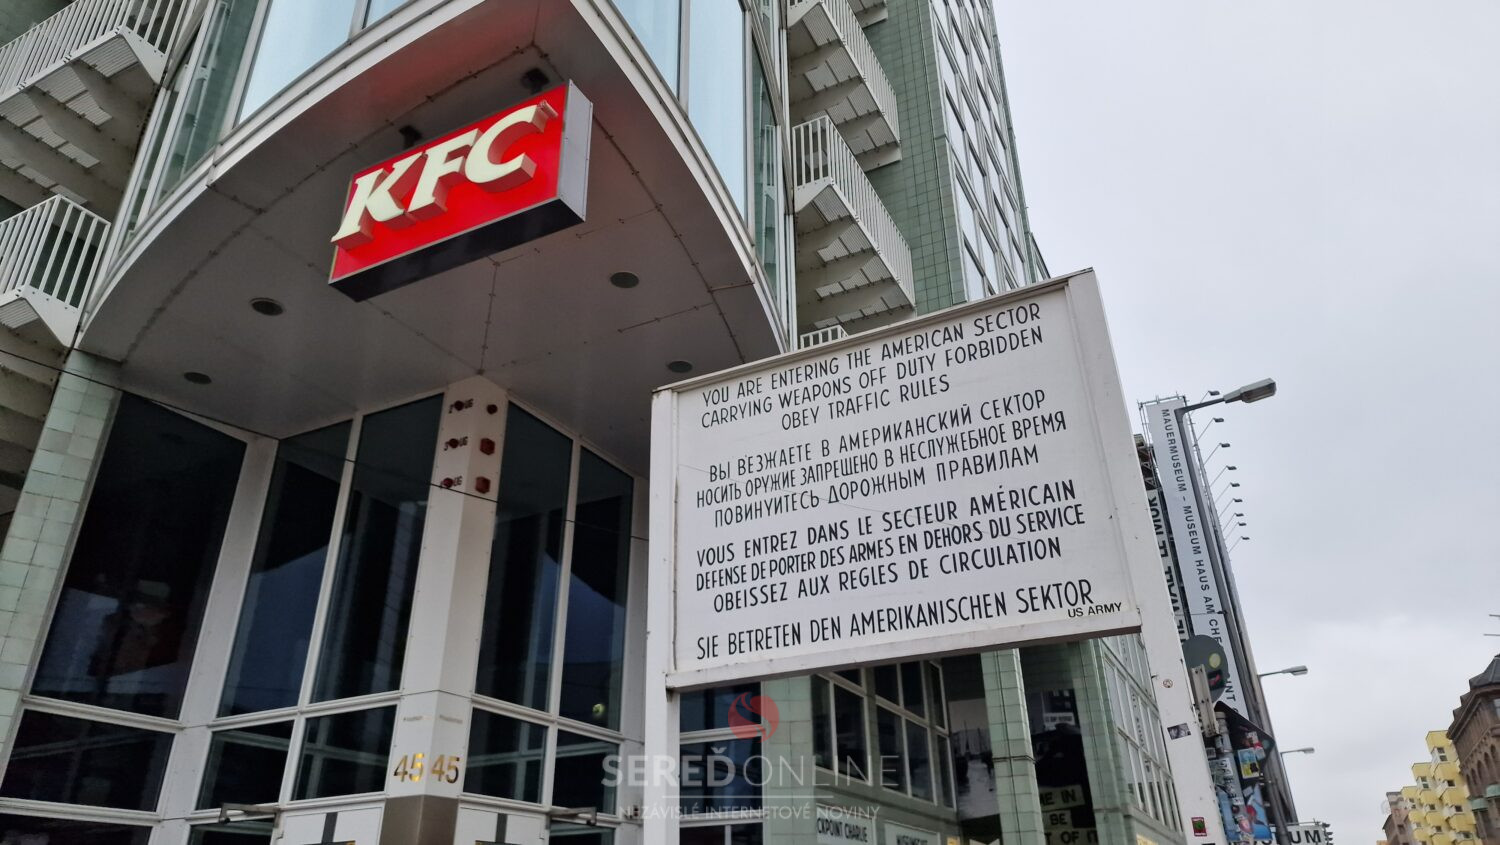 KFC
YOU ARE ENTERING THE AMERICAN SECTOR
CARRYING WEAPONS OFF DUTY FORBIDDEN
OBEY TRAFFIC RULES
ВЫ ВЕЗЖАЕТЕ В АМЕРИКАНСКИЙ СЕКТОР
НОСИТЬ ОРУЖИЕ ЗАПРЕЩЕНО В НЕСЛУЖЕБНОЕ ВРЕМЯ
ПОВИНУИТЕСЬ ДОРОЖНЫМ ПРАВИЛАМ
VOUS ENTREZ DANS LE SECTEUR AMÉRICAIN
DEFENSE DE PORTER DES ARMES EN DEHORS DU SERVICE
OBEISSEZ AUX REGLES DE CIRCULATION
SIE BETRETEN DEN AMERIKANISCHEN SEKTOR
US ARMY
MAUERMUSEUM – MUSEUM HAUS AM
45 45
SEREĎONLINE
NEZÁVISLÉ INTERNETOVÉ NOVINY
CHARLIE